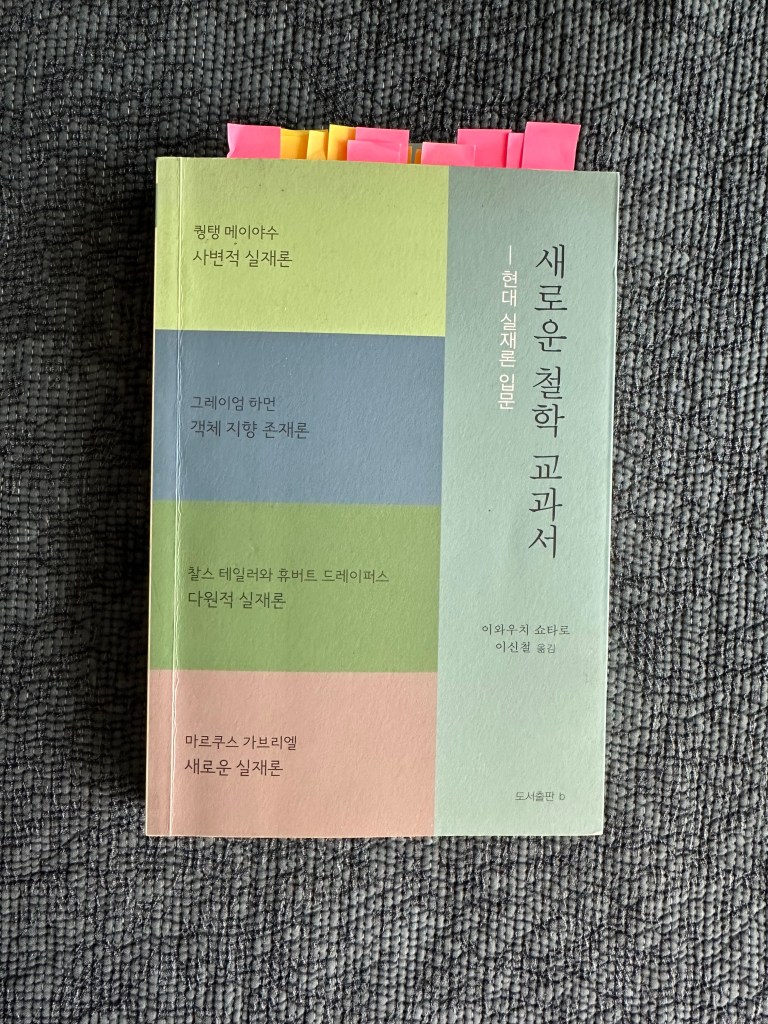 새로운 철학 교과서
— 현대 실재론 입문
퀑탱 메이야수
사변적 실재론
그레이엄 하먼
객체 지향 존재론
찰스 테일러와 휴버트 드레이퍼스
다원적 실재론
마르쿠스 가브리엘
새로운 실재론
이와우치 쇼타로
이신철 옮김
도서출판 b